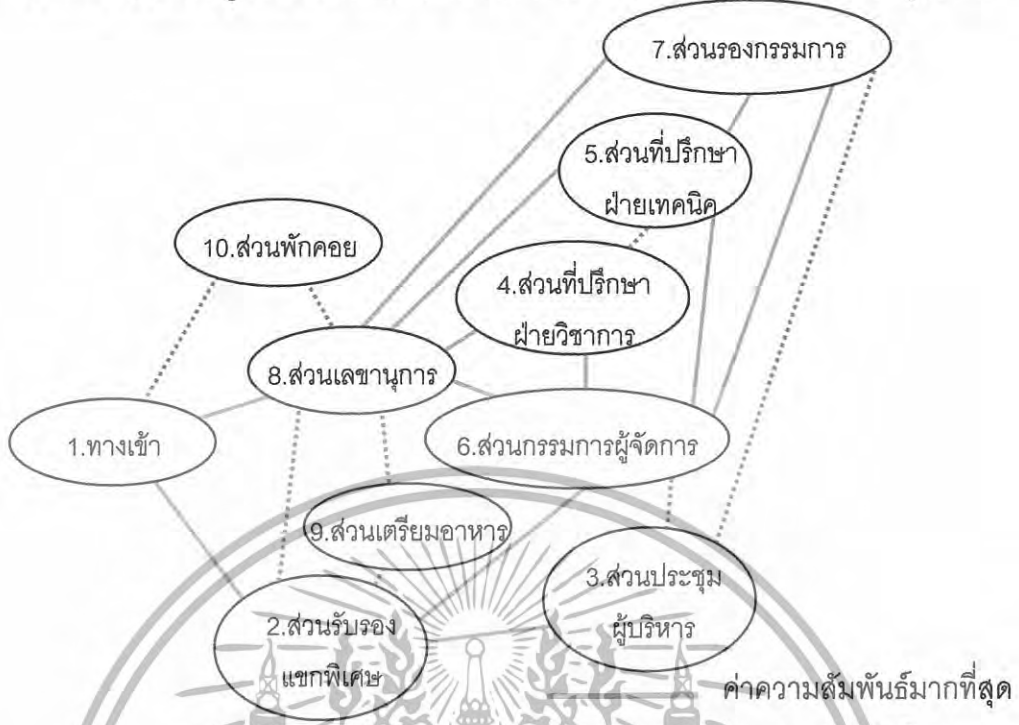 7.ส่วนรองกรรมการ
5.ส่วนที่ปรึกษา
ฝ่ายเทคนิค
10.ส่วนพักคอย
4.ส่วนที่ปรึกษา
ฝ่ายวิชาการ
8.ส่วนเลขานุการ
1.ทางเข้า
6.ส่วนกรรมการผู้จัดการ
9.ส่วนเตรียมอาหาร
3.ส่วนประชุม
ผู้บริหาร
2.ส่วนรับรอง
แขกพิเศษ
ค่าความสัมพันธ์มากที่สุด